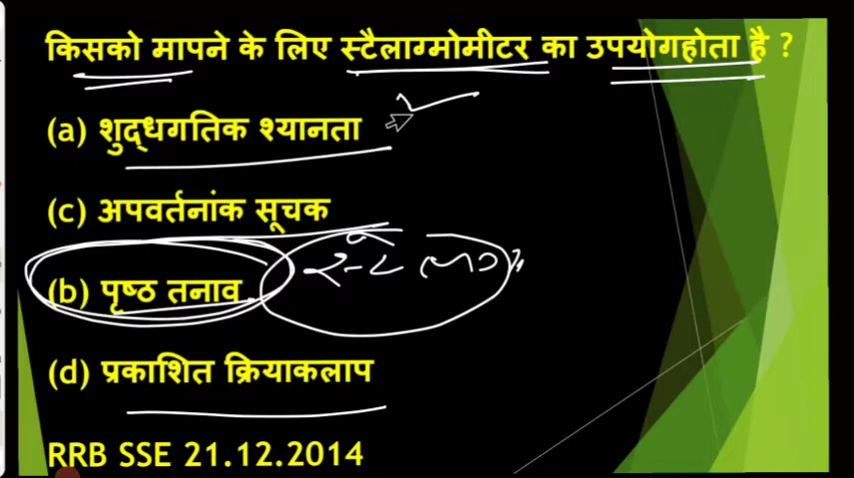 किसको मापने के लिए स्टैलाग्मोमीटर का उपयोगहोता है ?
(a) शुद्धगतिक श्यानता
(c) अपवर्तनांक सूचक
(b) पृष्ठ तनाव
(d) प्रकाशित क्रियाकलाप
RRB SSE 21.12.2014